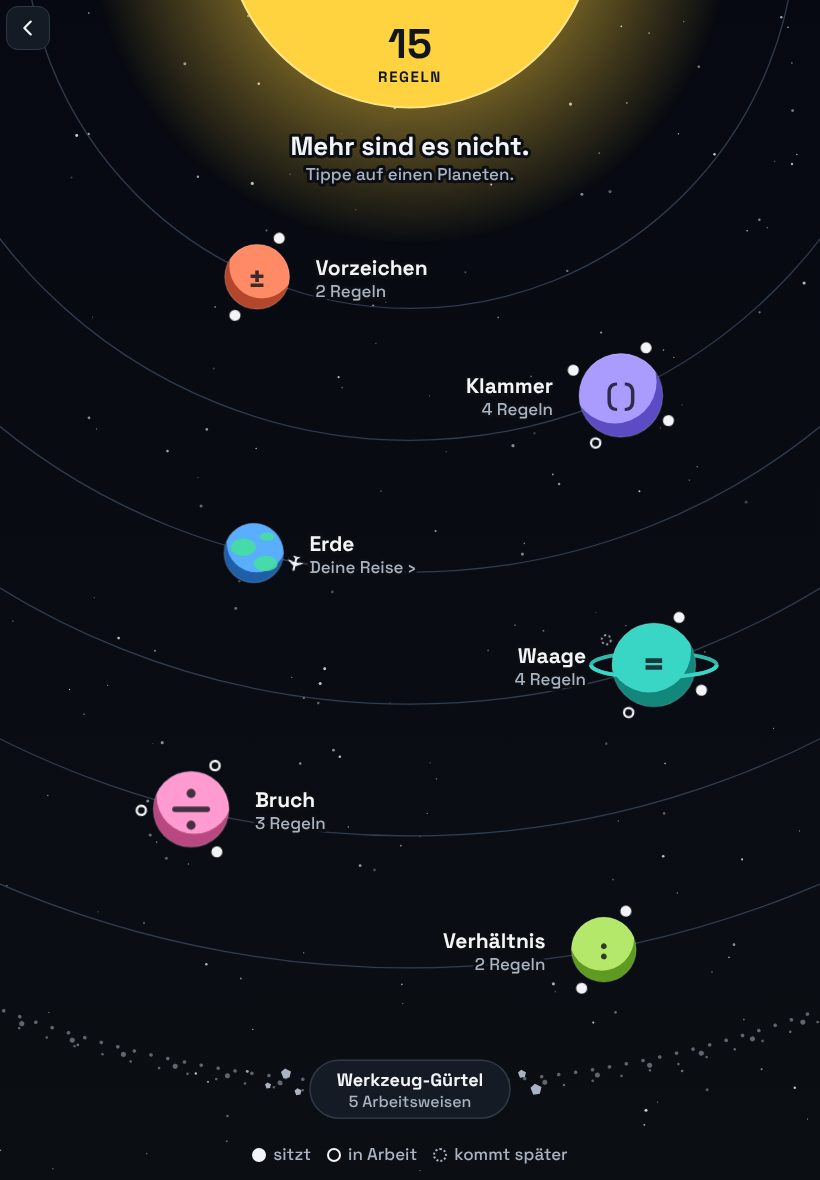 15
REGELN
Mehr sind es nicht.
Tippe auf einen Planeten.
±
Vorzeichen
2 Regeln
Klammer
4 Regeln
( )
Erde
Deine Reise >
Waage
4 Regeln
=
÷
Bruch
3 Regeln
Verhältnis
2 Regeln
:
Werkzeug-Gürtel
5 Arbeitsweisen
sitzt in Arbeit kommt später